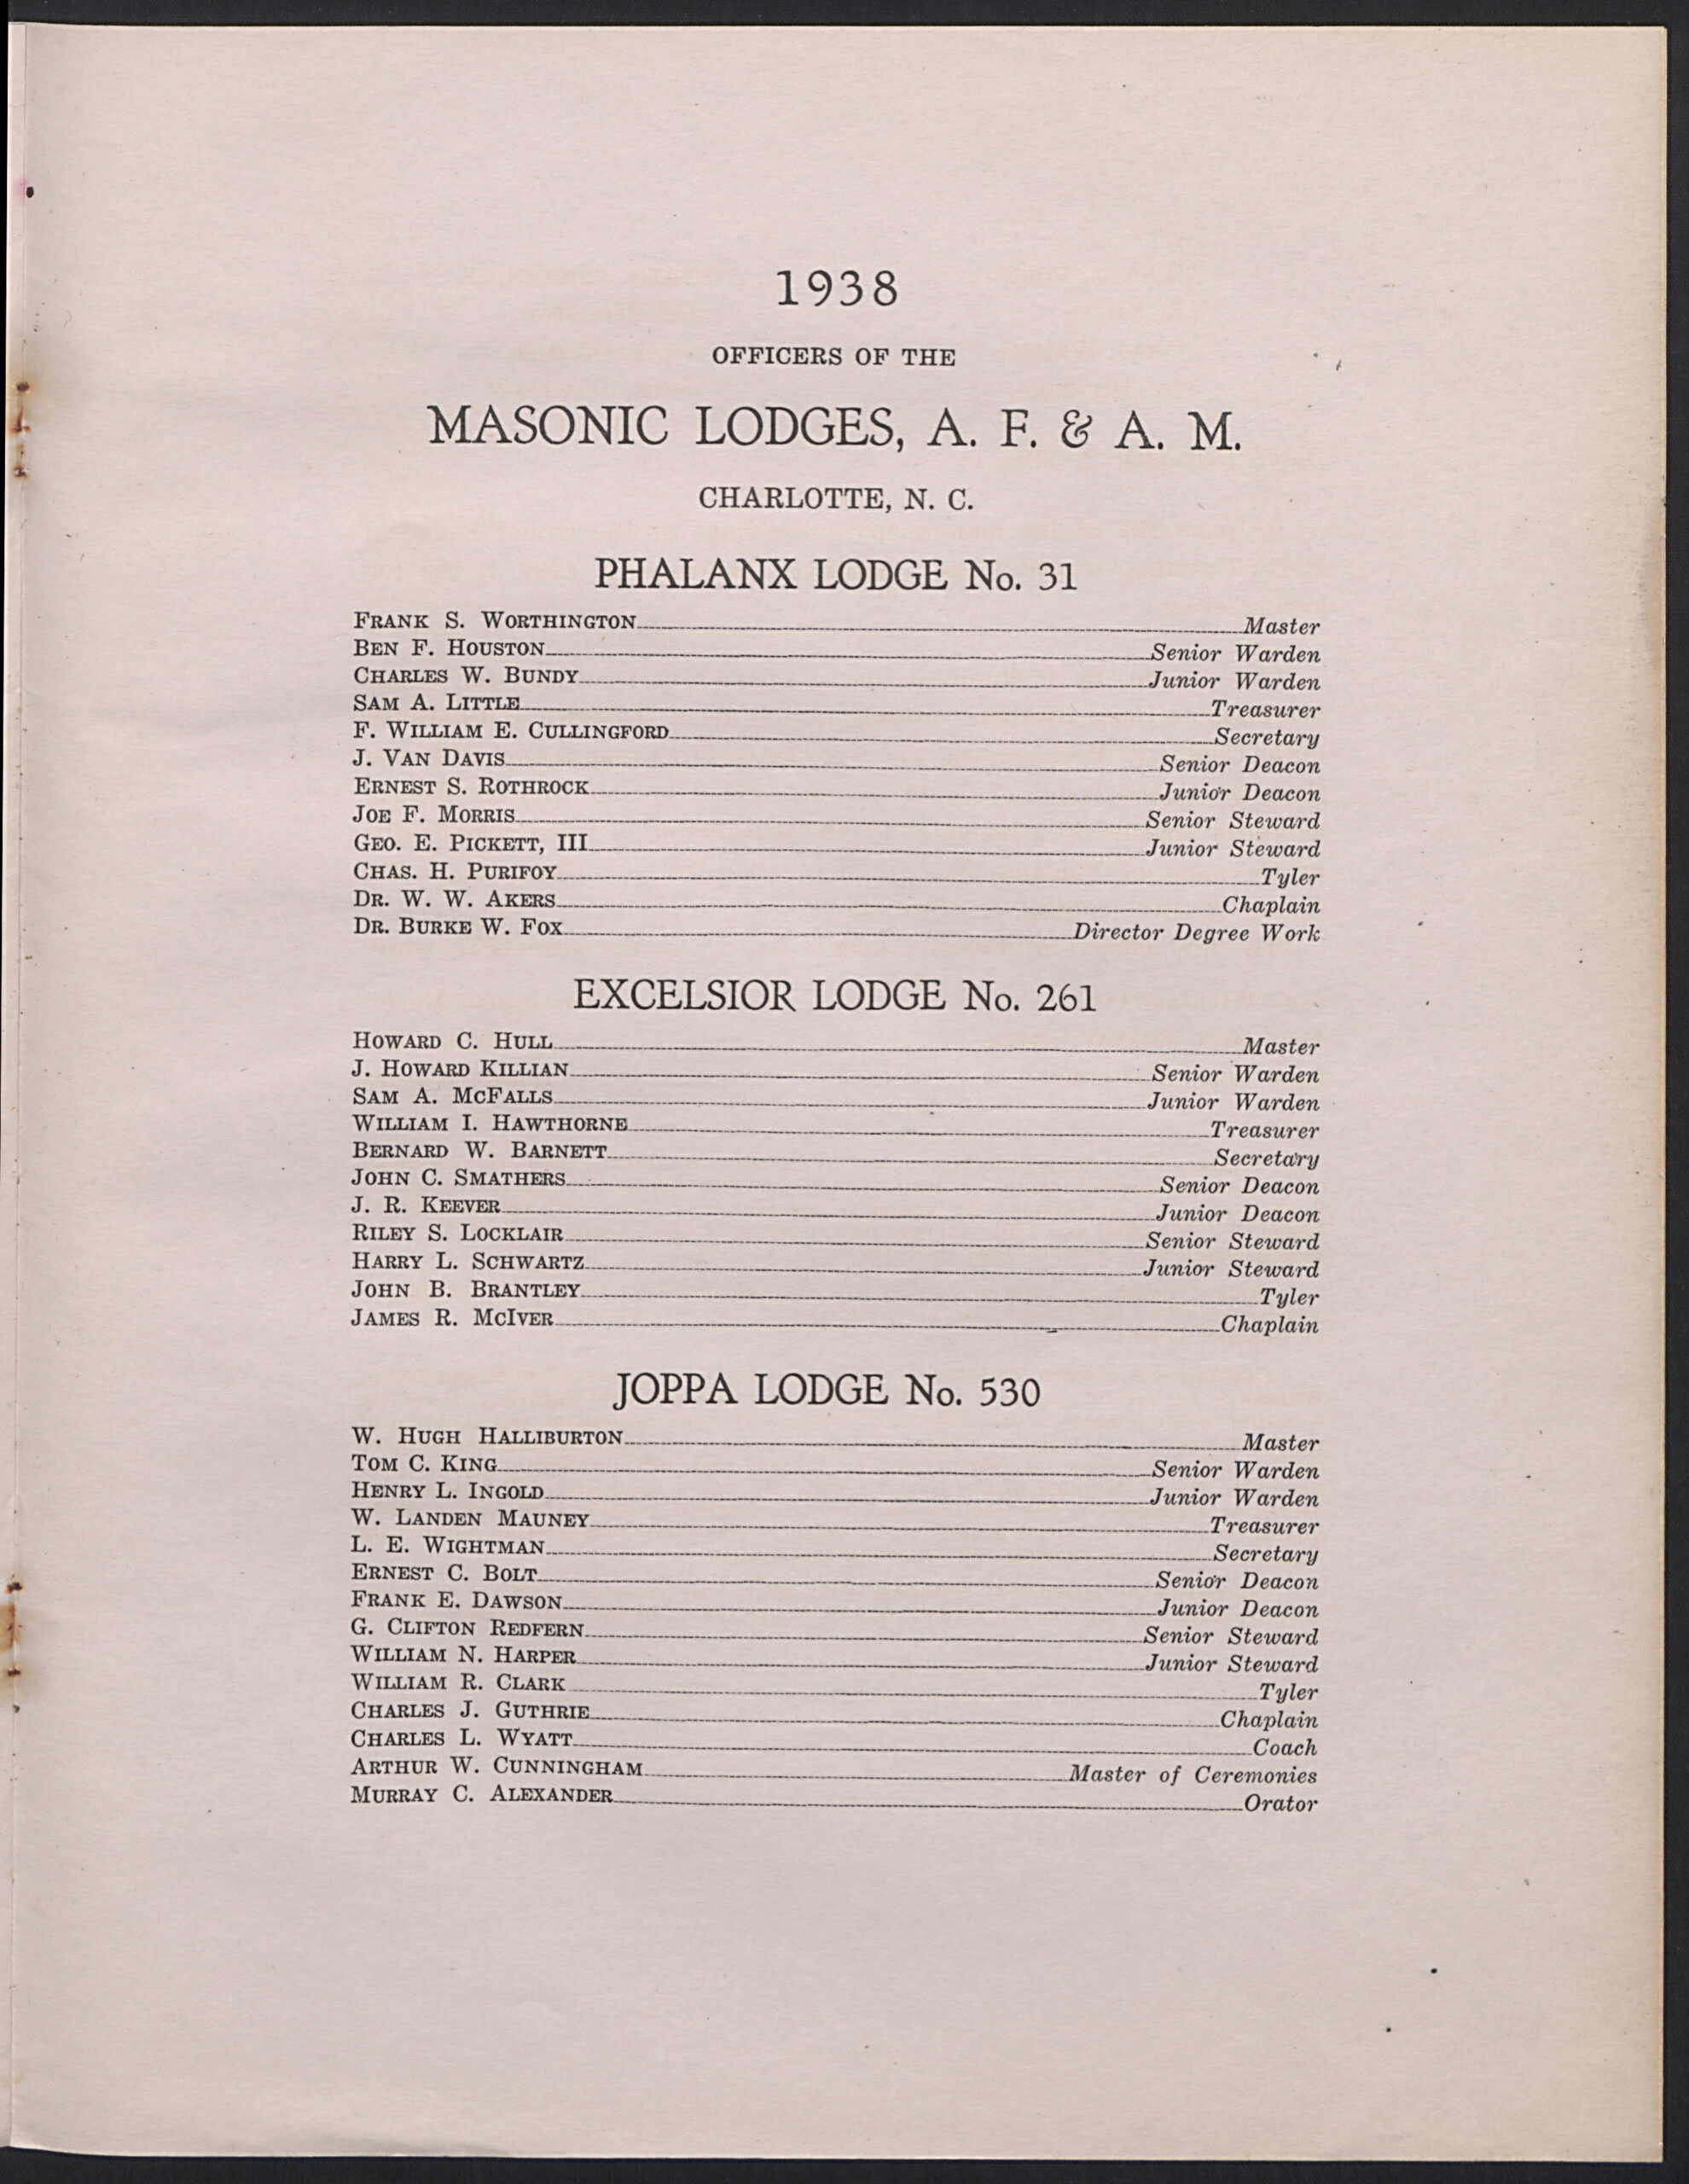 1938
OFFICERS OF THE
MASONIC LODGES, A. F. & A. M.
CHARLOTTE, N. C.
PHALANX LODGE No. 31
FRANK S. WORTHINGTON Master
BEN F. HOUSTON Senior Warden
CHARLES W. BUNDY Junior Warden
SAM A. LITTLE Treasurer
F. WILLIAM E. CULLINGFORD Secretary
J. VAN DAVIS Senior Deacon
ERNEST S. ROTHROCK Junior Deacon
JOE F. MORRIS Senior Steward
GEO. E. PICKETT, III Junior Steward
CHAS. H. PURIFOY Tyler
DR. W. W. AKERS Chaplain
DR. BURKE W. FOX Director Degree Work
EXCELSIOR LODGE No. 261
HOWARD C. HULL Master
J. HOWARD KILLIAN Senior Warden
SAM A. MCFALLS Junior Warden
WILLIAM I. HAWTHORNE Treasurer
BERNARD W. BARNETT Secretary
JOHN C. SMATHERS Senior Deacon
J. R. KEEVER Junior Deacon
RILEY S. LOCKLAIR Senior Steward
HARRY L. SCHWARTZ Junior Steward
JOHN B. BRANTLEY Tyler
JAMES R. MCIVER Chaplain
JOPPA LODGE No. 530
W. HUGH HALLIBURTON Master
TOM C. KING Senior Warden
HENRY L. INGOLD Junior Warden
W. LANDEN MAUNEY Treasurer
L. E. WIGHTMAN Secretary
ERNEST C. BOLT Senior Deacon
FRANK E. DAWSON Junior Deacon
G. CLIFTON REDFERN Senior Steward
WILLIAM N. HARPER Junior Steward
WILLIAM R. CLARK Tyler
CHARLES J. GUTHRIE Chaplain
CHARLES L. WYATT Coach
ARTHUR W. CUNNINGHAM Master of Ceremonies
MURRAY C. ALEXANDER Orator